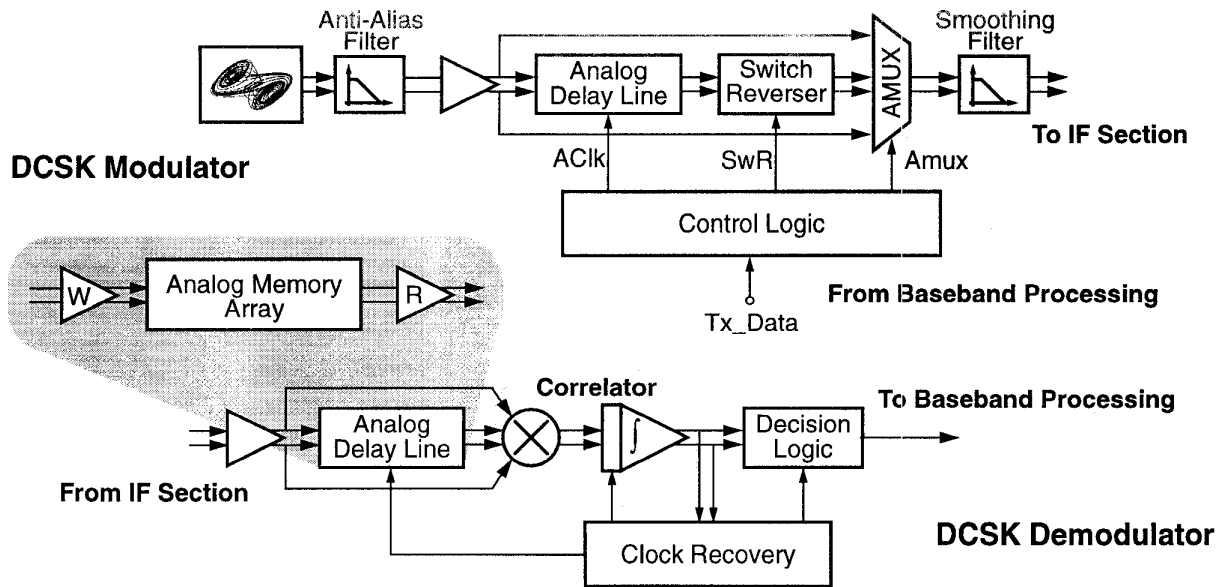 Anti-Alias
Filter
Analog
Delay Line
Switch
Reverser
AMUX
Smoothing
Filter
To IF Section
DCSK Modulator
AClk
SwR
Amux
Control Logic
From Baseband Processing
Tx_Data
W
Analog Memory
Array
R
Correlator
To Baseband Processing
Analog
Delay Line
∫
Decision
Logic
From IF Section
Clock Recovery
DCSK Demodulator